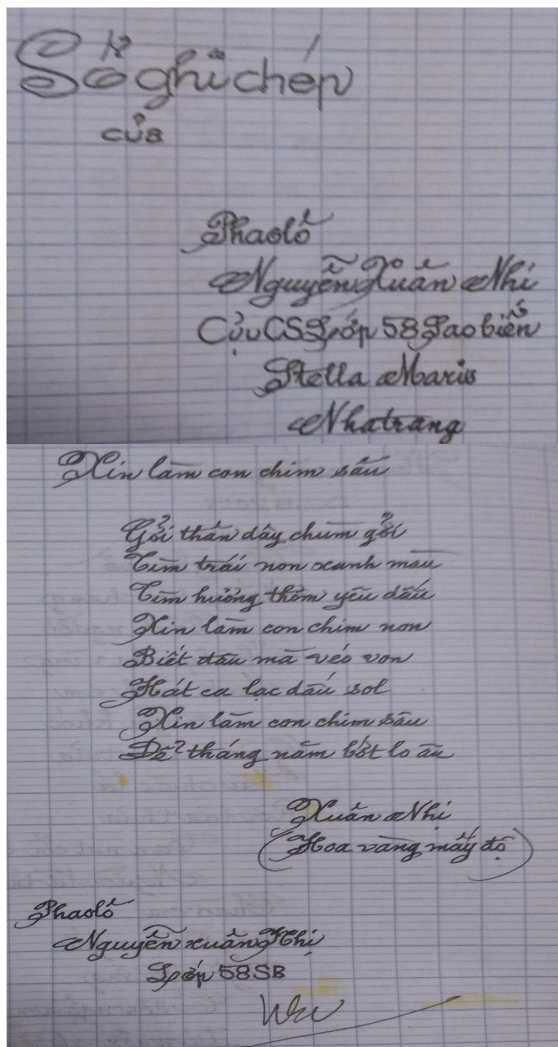 Sổ ghi chép
của
Phaolô
Nguyễn Xuân Nhi
Cựu CS Lớp 58 Sao biển
Stella Maris
Nhatrang
Xin làm con chim sâu
Gởi thân dây chùm gởi
Tìm trái non xanh màu
Tìm hương thơm yêu dấu
Xin làm con chim non
Biết đâu mà véo von
Hát ca lạc dấu sol
Xin làm con chim sâu
Để tháng năm bớt lo âu
Xuân Nhị
(Hoa vàng mấy độ)
Phaolô
Nguyễn xuân Nhị
Lớp 58SB